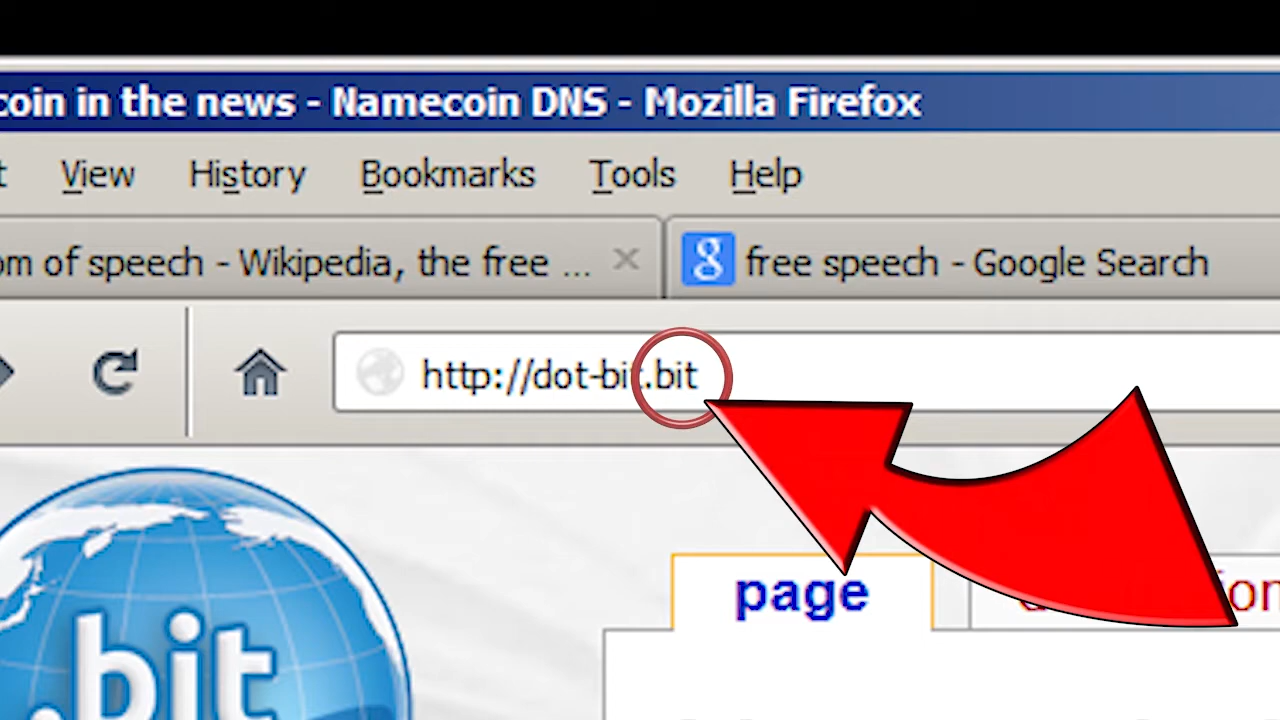 coin in the news - Namecoin DNS - Mozilla Firefox
View History Bookmarks Tools Help
of speech - Wikipedia, the free ... free speech - Google Search
http://dot-bit.bit
page
.bit